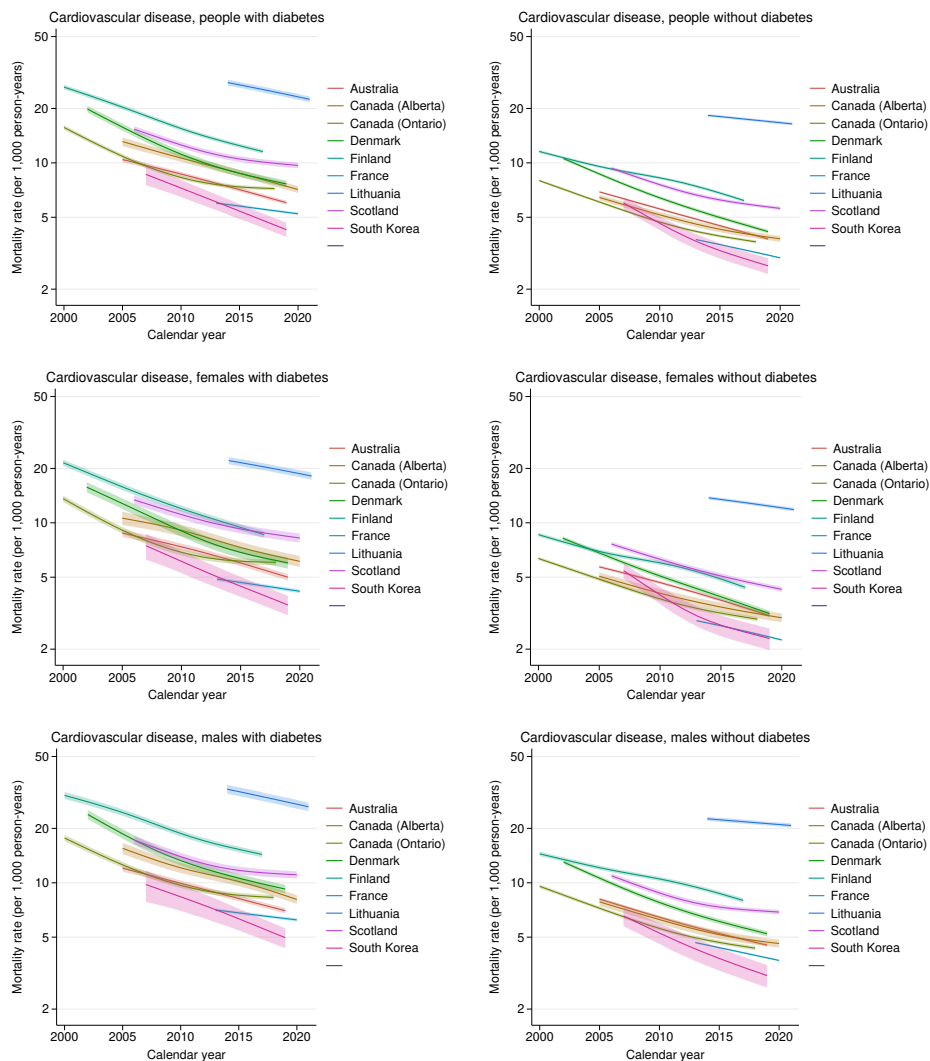 Cardiovascular disease, people with diabetes
50
20
10
5
2
Mortality rate (per 1,000 person-years)
2000 2005 2010 2015 2020
Calendar year
Australia
Canada (Alberta)
Canada (Ontario)
Denmark
Finland
France
Lithuania
Scotland
South Korea
Cardiovascular disease, people without diabetes
50
20
10
5
2
Mortality rate (per 1,000 person-years)
2000 2005 2010 2015 2020
Calendar year
Australia
Canada (Alberta)
Canada (Ontario)
Denmark
Finland
France
Lithuania
Scotland
South Korea
Cardiovascular disease, females with diabetes
50
20
10
5
2
Mortality rate (per 1,000 person-years)
2000 2005 2010 2015 2020
Calendar year
Australia
Canada (Alberta)
Canada (Ontario)
Denmark
Finland
France
Lithuania
Scotland
South Korea
Cardiovascular disease, females without diabetes
50
20
10
5
2
Mortality rate (per 1,000 person-years)
2000 2005 2010 2015 2020
Calendar year
Australia
Canada (Alberta)
Canada (Ontario)
Denmark
Finland
France
Lithuania
Scotland
South Korea
Cardiovascular disease, males with diabetes
50
20
10
5
2
Mortality rate (per 1,000 person-years)
2000 2005 2010 2015 2020
Calendar year
Australia
Canada (Alberta)
Canada (Ontario)
Denmark
Finland
France
Lithuania
Scotland
South Korea
Cardiovascular disease, males without diabetes
50
20
10
5
2
Mortality rate (per 1,000 person-years)
2000 2005 2010 2015 2020
Calendar year
Australia
Canada (Alberta)
Canada (Ontario)
Denmark
Finland
France
Lithuania
Scotland
South Korea